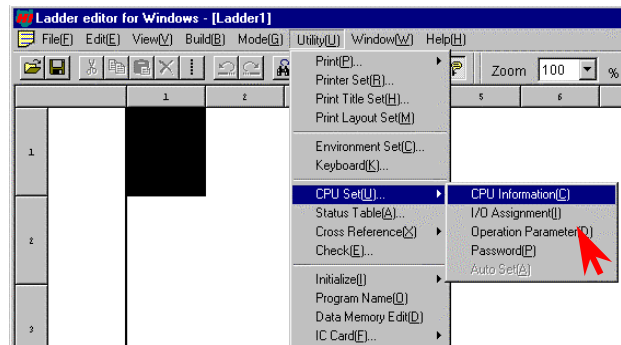 Ladder editor for Windows - [Ladder1]
File(F) Edit(E) View(V) Build(B) Mode(G) Utility(U) Window(W) Help(H)
Zoom 100 %
1 2 5 6
Print(P)...
Printer Set(R)...
Print Title Set(H)...
Print Layout Set(M)
1
Environment Set(C)...
Keyboard(K)...
CPU Set(U)...
CPU Information(C)
Status Table(A)...
I/O Assignment(I)
2
Cross Reference(X)
Operation Parameter(D)
Check(E)...
Password(P)
Auto Set(A)
Initialize(I)
Program Name(O)
Data Memory Edit(D)
3
IC Card(F)...